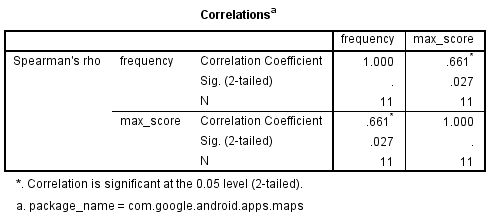 Correlationsa
frequency max_score
Spearman's rho frequency Correlation Coefficient 1.000 .661*
Sig. (2-tailed) . .027
N 11 11
max_score Correlation Coefficient .661* 1.000
Sig. (2-tailed) .027 .
N 11 11
*. Correlation is significant at the 0.05 level (2-tailed).
a. package_name = com.google.android.apps.maps